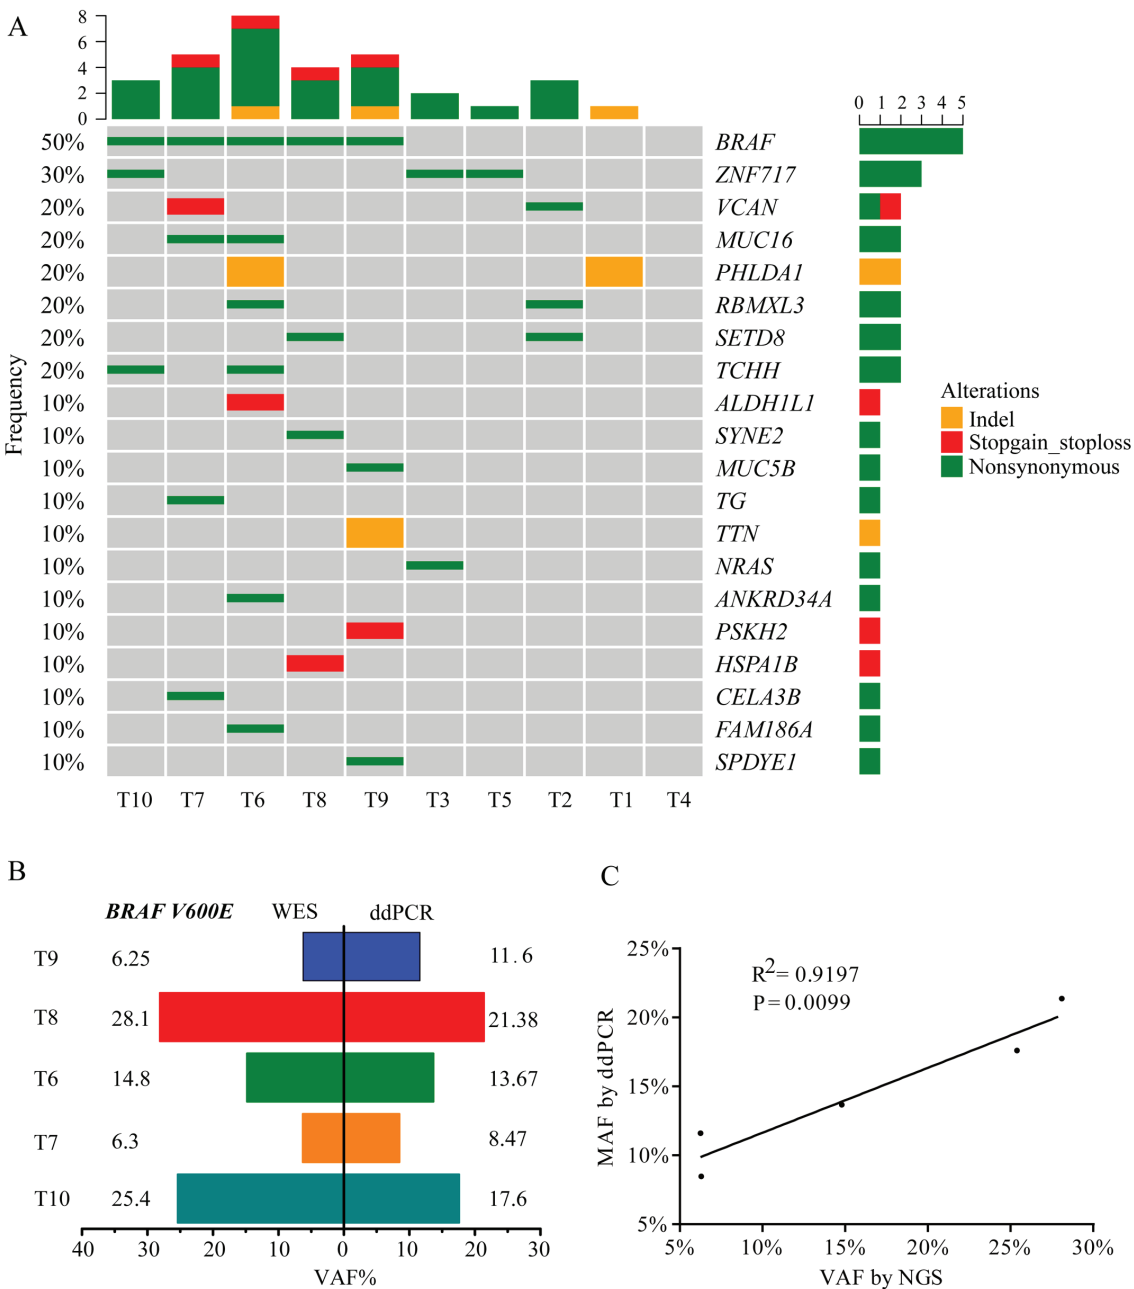 A
8
6
4
2
0
0 1 2 3 4 5
Frequency
50% BRAF
30% ZNF717
20% VCAN
20% MUC16
20% PHLDA1
20% RBMXL3
20% SETD8
20% TCHH
10% ALDH1L1
10% SYNE2
10% MUC5B
10% TG
10% TTN
10% NRAS
10% ANKRD34A
10% PSKH2
10% HSPA1B
10% CELA3B
10% FAM186A
10% SPDYE1
T10 T7 T6 T8 T9 T3 T5 T2 T1 T4
Alterations
Indel
Stopgain_stoploss
Nonsynonymous
B
BRAF V600E WES ddPCR
T9 6.25 11.6
T8 28.1 21.38
T6 14.8 13.67
T7 6.3 8.47
T10 25.4 17.6
40 30 20 10 0 10 20 30
VAF%
C
R2= 0.9197
P=0.0099
MAF by ddPCR
25%
20%
15%
10%
5%
5% 10% 15% 20% 25% 30%
VAF by NGS